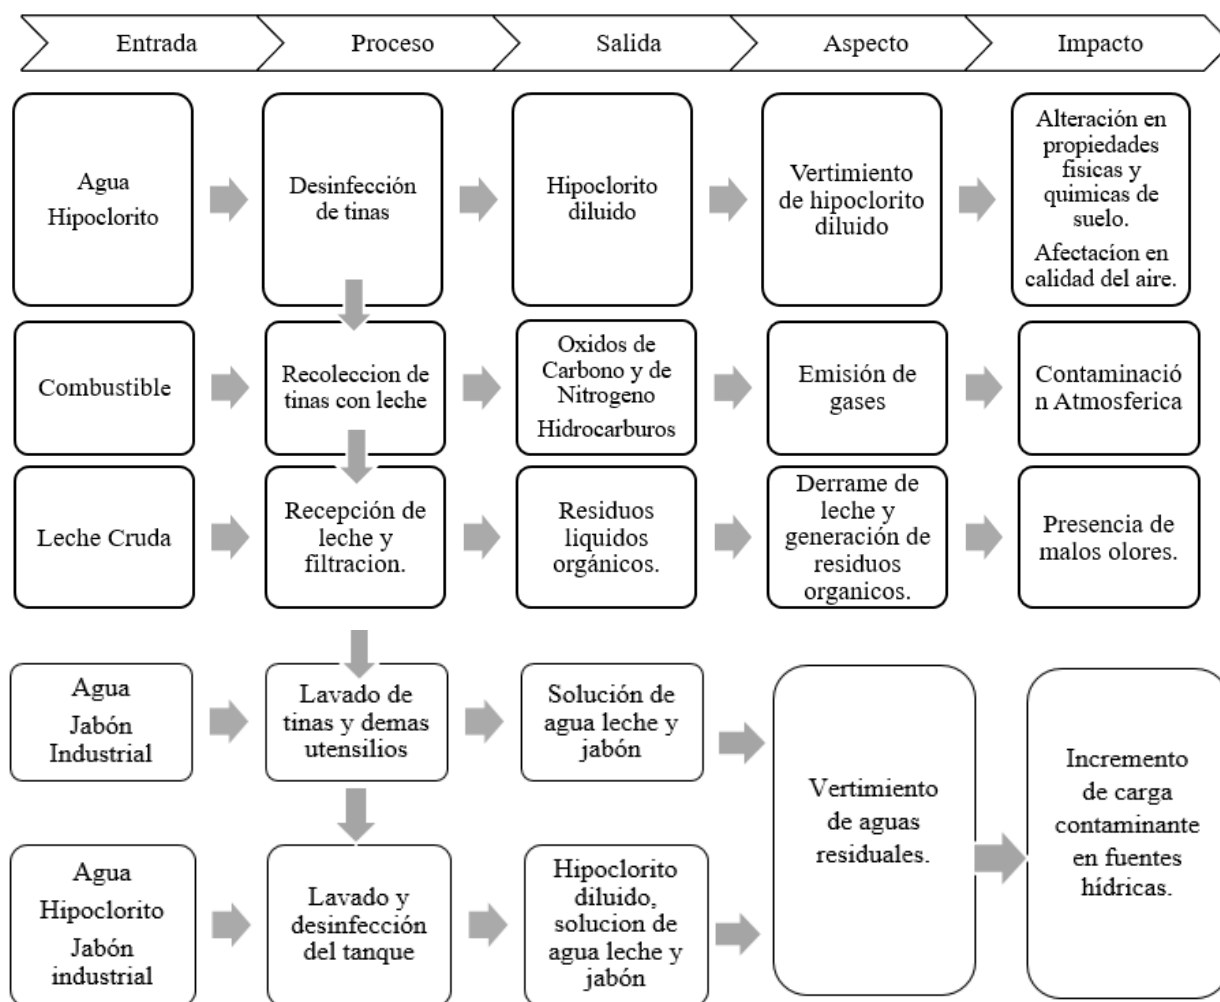 Entrada
Proceso
Salida
Aspecto
Impacto
Agua
Hipoclorito
Desinfección
de tinas
Hipoclorito
diluido
Vertimiento
de hipoclorito
diluido
Alteración en
propiedades
fisicas y
quimicas de
suelo.
Afectacíon en
calidad del aire.
Combustible
Recoleccion de
tinas con leche
Oxidos de
Carbono y de
Nitrogeno
Hidrocarburos
Emisión de
gases
Contaminació
n Atmosferica
Leche Cruda
Recepción de
leche y
filtracion.
Residuos
liquidos
orgánicos.
Derrame de
leche y
generación de
residuos
organicos.
Presencia de
malos olores.
Agua
Jabón
Industrial
Lavado de
tinas y demas
utensilios
Solución de
agua leche y
jabón
Vertimiento
de aguas
residuales.
Incremento
de carga
contaminante
en fuentes
hídricas.
Agua
Hipoclorito
Jabón
industrial
Lavado y
desinfección
del tanque
Hipoclorito
diluido,
solucion de
agua leche y
jabón